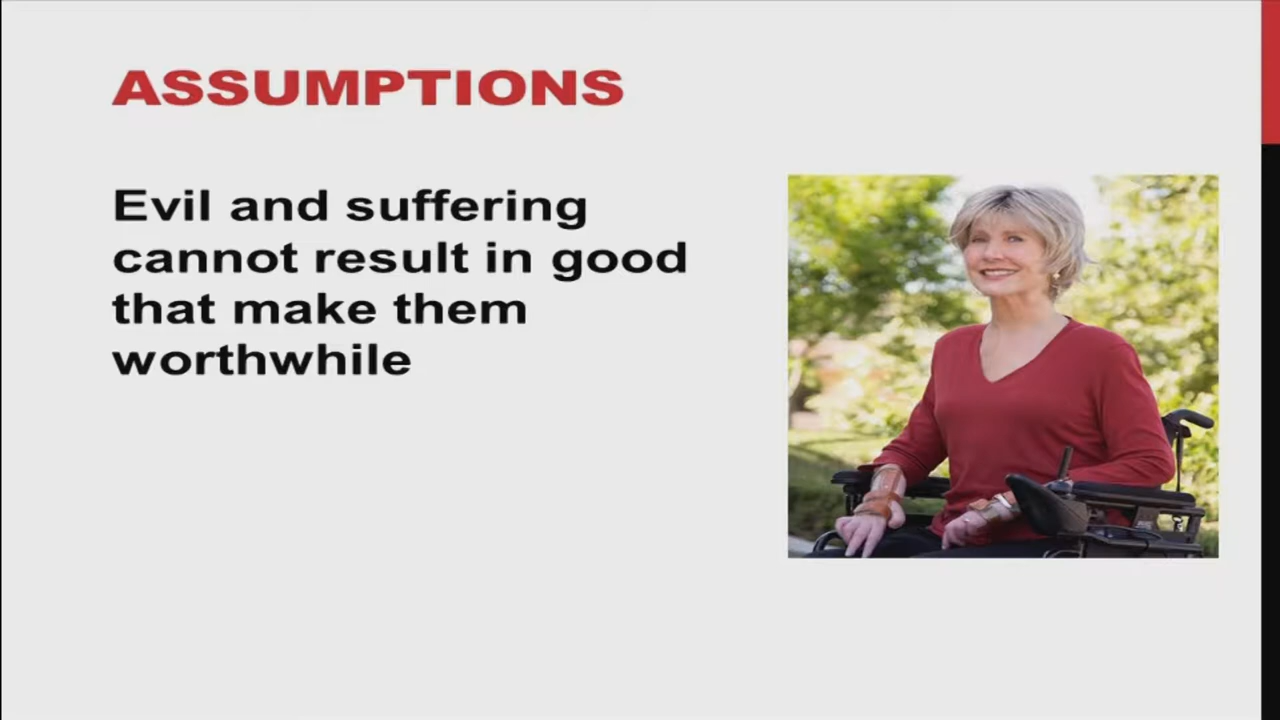 ASSUMPTIONS
Evil and suffering
cannot result in good
that make them
worthwhile